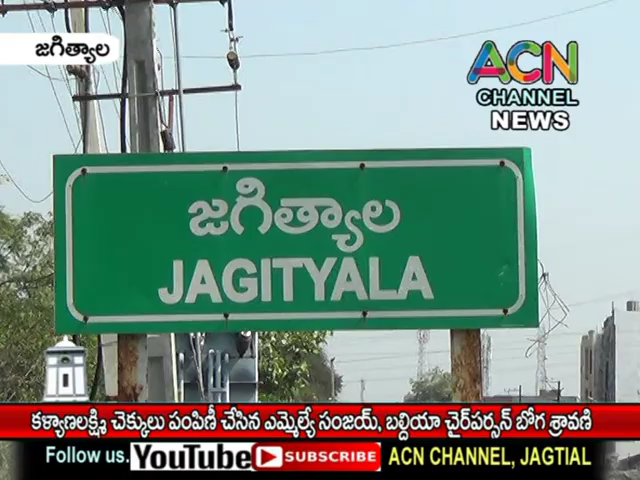 జగిత్యాల
ACN
CHANNEL
NEWS
జగిత్యాల
JAGITYALA
కళ్యాణలక్ష్మి చెక్కులు పంపిణీ చేసిన ఎమ్మెల్యే సంజయ్, బల్దియా చైర్‌పర్సన్ బోగ శ్రావణి
Follow us. YouTube SUBSCRIBE ACN CHANNEL, JAGTIAL